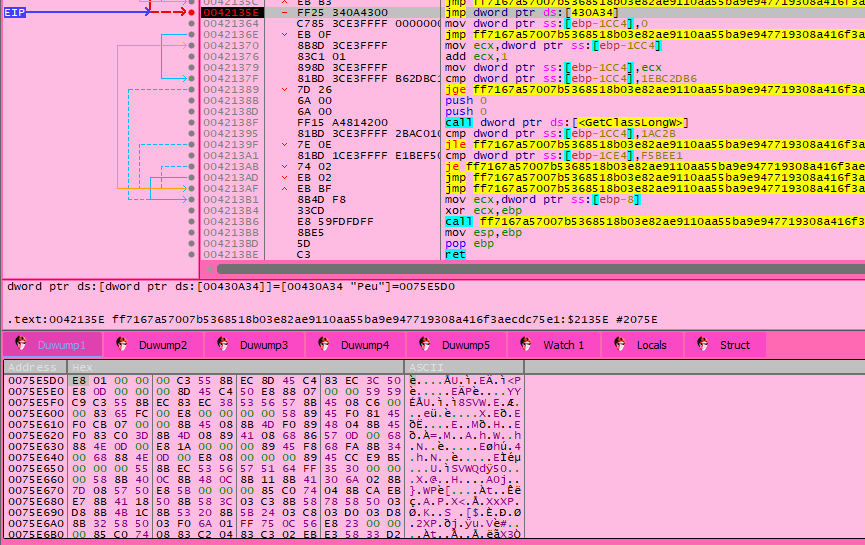 0042135C EB B3 jmp ff7167a57007b5368518b03e82ae9110aa55ba9e947719308a416f3a
EIP 0042135E FF25 340A4300 jmp dword ptr ds:[430A34]
00421364 C785 3CE3FFFF 0000000 mov dword ptr ss:[ebp-1CC4],0
0042136E EB 0F jmp ff7167a57007b5368518b03e82ae9110aa55ba9e947719308a416f3a
00421370 8B8D 3CE3FFFF mov ecx,dword ptr ss:[ebp-1CC4]
00421376 83C1 01 add ecx,1
00421379 898D 3CE3FFFF mov dword ptr ss:[ebp-1CC4],ecx
0042137F 81BD 3CE3FFFF B62DBC1 cmp dword ptr ss:[ebp-1CC4],1EBC2DB6
00421389 7D 26 jge ff7167a57007b5368518b03e82ae9110aa55ba9e947719308a416f3
0042138B 6A 00 push 0
0042138D 6A 00 push 0
0042138F FF15 A4814200 call dword ptr ds:[<GetClassLongW>]
00421395 81BD 3CE3FFFF 2BAC010 cmp dword ptr ss:[ebp-1CC4],1AC2B
0042139F 7E 0E jle ff7167a57007b5368518b03e82ae9110aa55ba9e947719308a416f3
004213A1 81BD 1CE3FFFF E1BEF50 cmp dword ptr ss:[ebp-1CC4],F5BEE1
004213AB 74 02 je ff7167a57007b5368518b03e82ae9110aa55ba9e947719308a416f3ae
004213AD EB 02 jmp ff7167a57007b5368518b03e82ae9110aa55ba9e947719308a416f3a
004213AF EB BF jmp ff7167a57007b5368518b03e82ae9110aa55ba9e947719308a416f3a
004213B1 8B4D F8 mov ecx,dword ptr ss:[ebp-8]
004213B4 33CD xor ecx,ebp
004213B6 E8 59FDFDFF call ff7167a57007b5368518b03e82ae9110aa55ba9e947719308a416f3
004213BB 8BE5 mov esp,ebp
004213BD 5D pop ebp
004213BE C3 ret
dword ptr ds:[dword ptr ds:[00430A34]]=[00430A34 "Peu"]=0075E5D0
.text:0042135E ff7167a57007b5368518b03e82ae9110aa55ba9e947719308a416f3aecdc75e1:$2135E #2075E
Duwump1 Duwump2 Duwump3 Duwump4 Duwump5 Watch 1 Locals Struct
Address Hex ASCII
0075E5D0 E8 01 00 00 00 C3 55 8B EC 8D 45 C4 83 EC 3C 50 è....ÃU.ì.EÄ.ì<P
0075E5E0 E8 0D 00 00 00 8D 45 C4 50 E8 88 07 00 00 59 59 è.....EÄPè....YY
0075E5F0 C9 C3 55 8B EC 83 EC 38 53 56 57 8B 45 08 C6 00 ÉÃU.ì.ì8SVW.E.Æ.
0075E600 00 83 65 FC 00 E8 00 00 00 00 58 89 45 F0 81 45 ..eü.è....X.Eð.E
0075E610 F0 CB 07 00 00 8B 45 08 8B 4D F0 89 48 04 8B 45 ðË....E..Mð.H..E
0075E620 F0 83 C0 3D 8B 4D 08 89 41 08 68 86 57 0D 00 68 ð.À=.M..A.h.W..h
0075E630 88 4E 0D 00 E8 1A 00 00 00 89 45 F8 68 FA 8B 34 .N..è.....Eøhú.4
0075E640 00 68 88 4E 0D 00 E8 08 00 00 00 89 45 CC E9 B5 .h.N..è.....EÌéµ
0075E650 00 00 00 55 8B EC 53 56 57 51 64 FF 35 30 00 00 ...U.ìSVWQdÿ50..
0075E660 00 58 8B 40 0C 8B 48 0C 8B 11 8B 41 30 6A 02 8B .X.@..H....A0j..
0075E670 7D 08 57 50 E8 5B 00 00 00 85 C0 74 04 8B CA EB }.WPè[....Àt..Êë
0075E680 E7 8B 41 18 50 8B 58 3C 03 C3 8B 58 78 58 50 03 ç.A.P.X<.Ã.XxXP.
0075E690 D8 8B 4B 1C 8B 53 20 8B 5B 24 03 C8 03 D0 03 D8 Ø.K..S .[$.È.Ð.Ø
0075E6A0 8B 32 58 50 03 F0 6A 01 FF 75 0C 56 E8 23 00 00 .2XP.ðj.ÿu.Vè#..
0075E6B0 00 85 C0 74 08 83 C2 04 83 C3 02 EB E3 58 33 D2 ..Àt..Â..Ã.ëãX3Ò